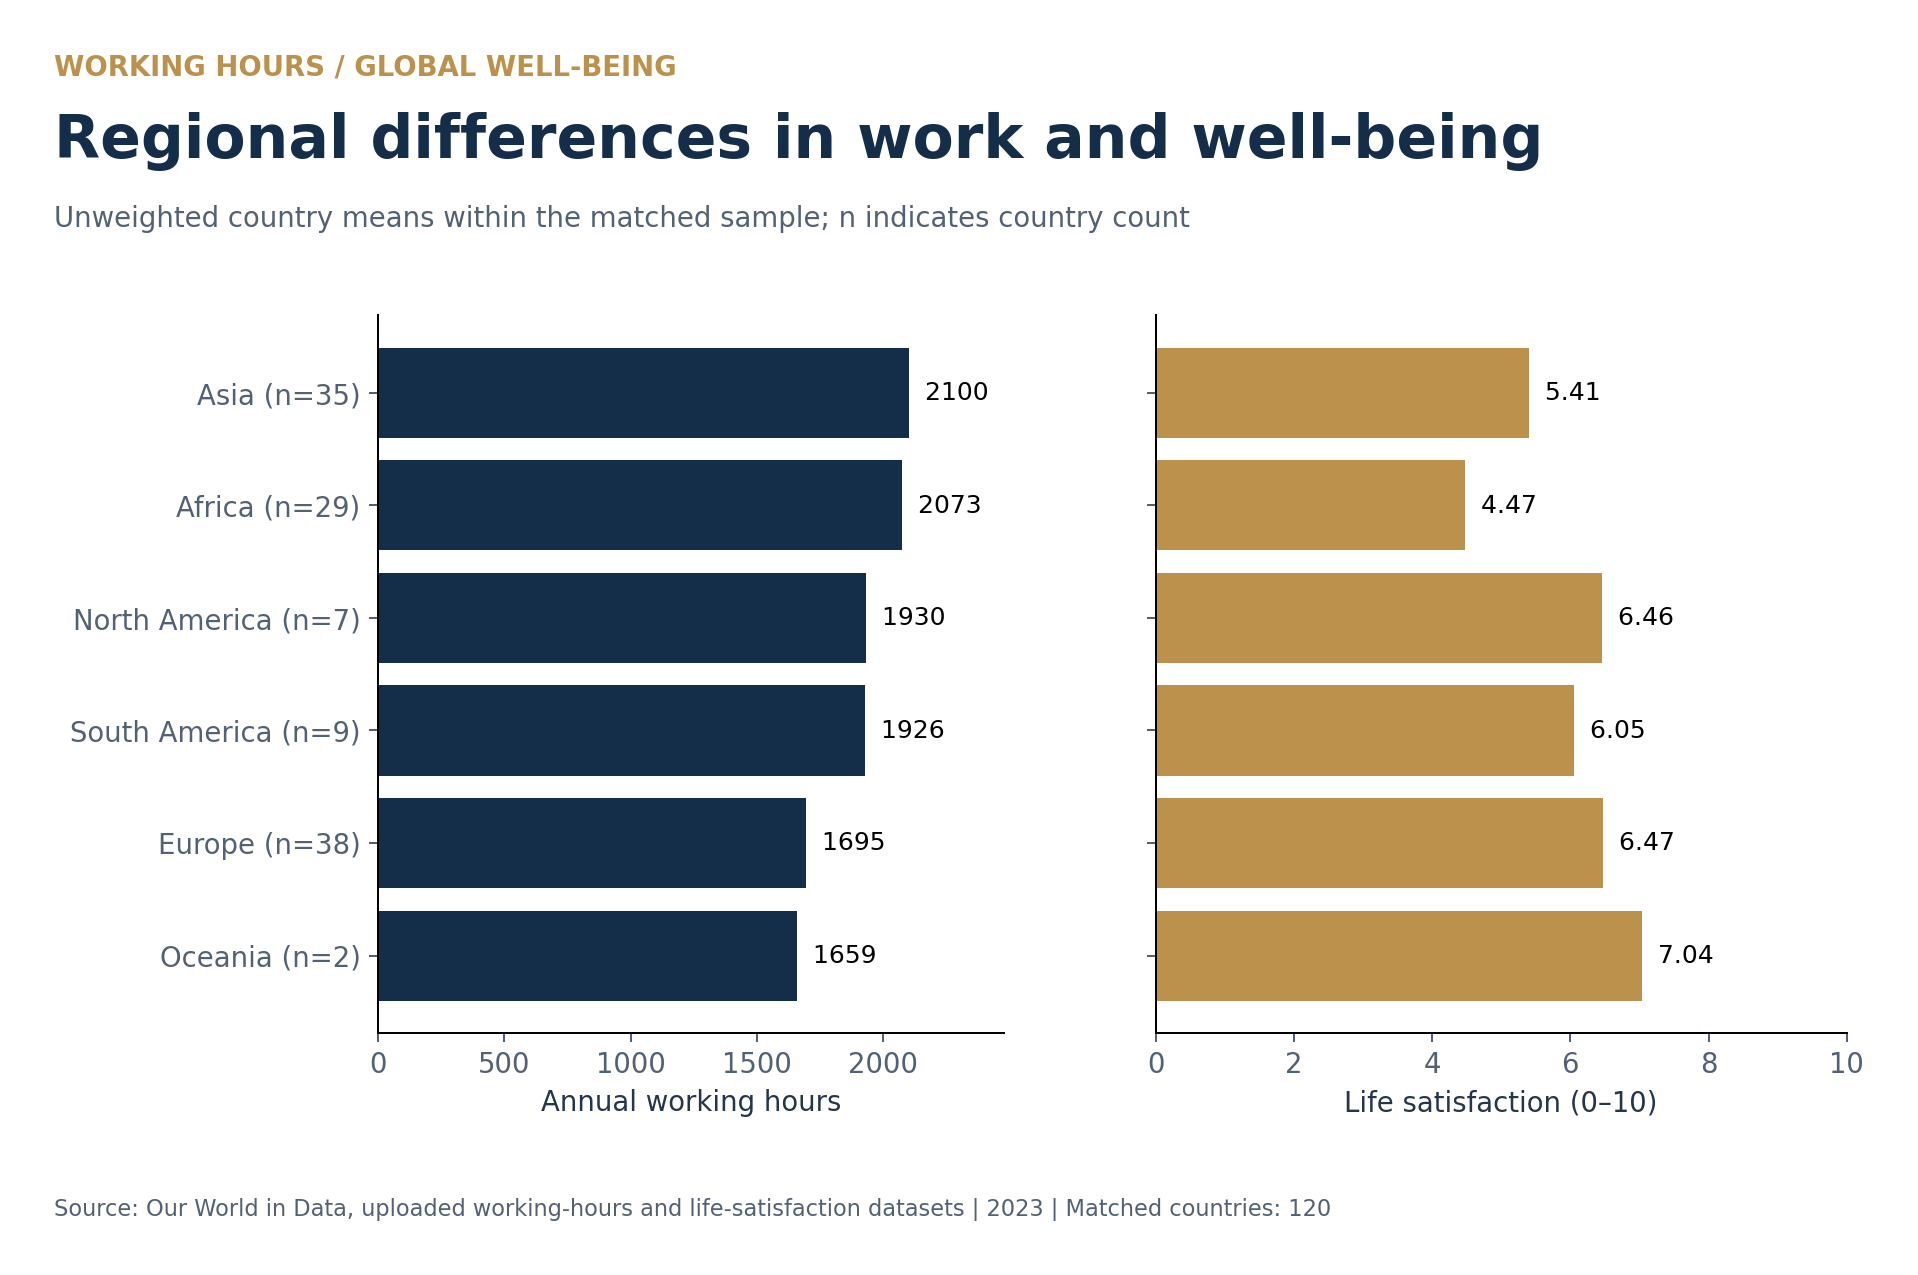 WORKING HOURS / GLOBAL WELL-BEING
Regional differences in work and well-being
Unweighted country means within the matched sample; n indicates country count
Asia (n=35)
2100
5.41
Africa (n=29)
2073
4.47
North America (n=7)
1930
6.46
South America (n=9)
1926
6.05
Europe (n=38)
1695
6.47
Oceania (n=2)
1659
7.04
0 500 1000 1500 2000
0 2 4 6 8 10
Annual working hours
Life satisfaction (0–10)
Source: Our World in Data, uploaded working-hours and life-satisfaction datasets | 2023 | Matched countries: 120